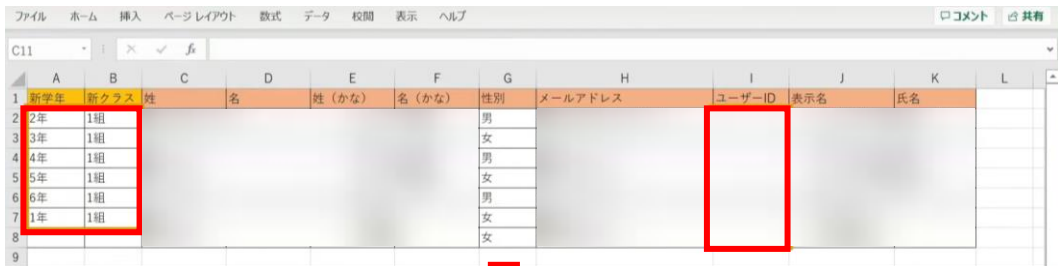 ファイル ホーム 挿入 ページ レイアウト 数式 データ 校閲 表示 ヘルプ コメント 共有
C11 fx
A B C D E F G H I J K L
1 新学年 新クラス 姓 名 姓（かな） 名（かな） 性別 メールアドレス ユーザーID 表示名 氏名
2 2年 1組 男
3 3年 1組 女
4 4年 1組 男
5 5年 1組 女
6 6年 1組 男
7 1年 1組 女
8 女
9